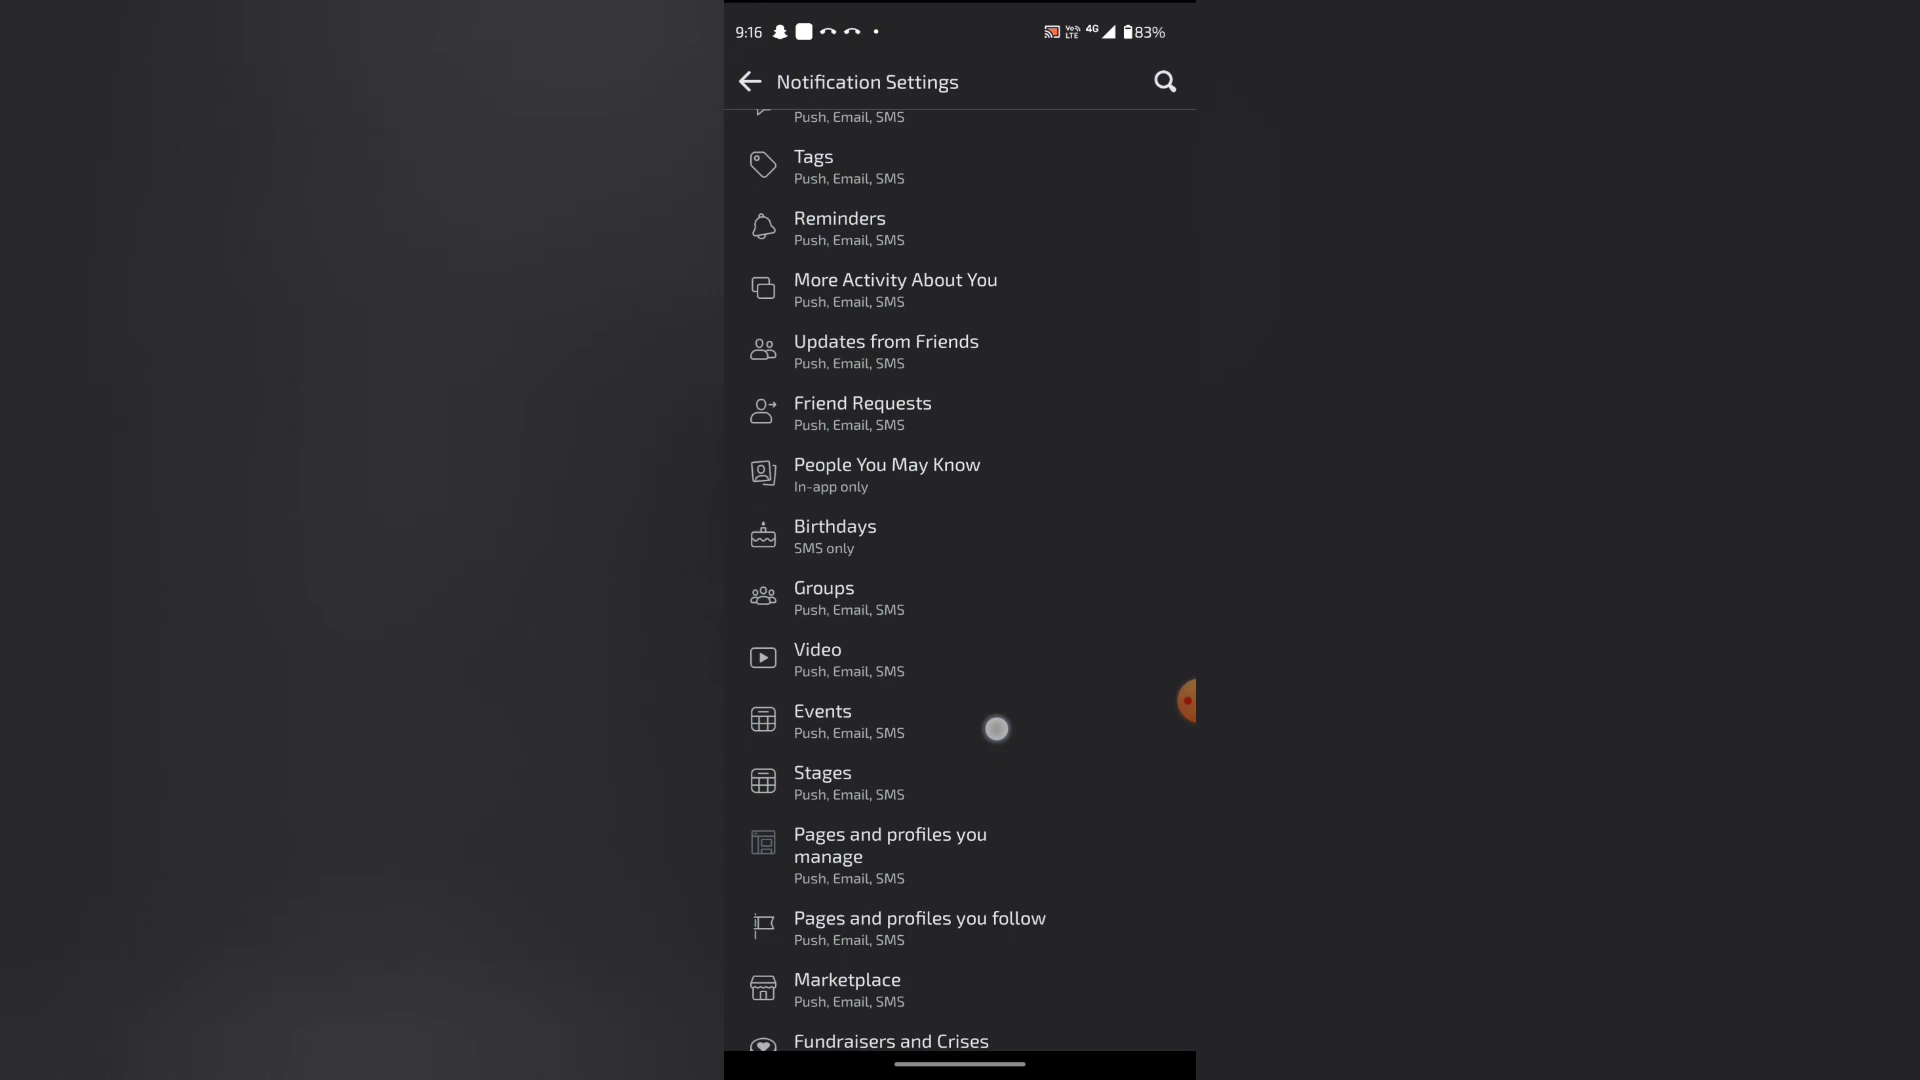 9:16
Vo))
LTE
4G
83%
Notification Settings
Push, Email, SMS
Tags
Push, Email, SMS
Reminders
Push, Email, SMS
More Activity About You
Push, Email, SMS
Updates from Friends
Push, Email, SMS
Friend Requests
Push, Email, SMS
People You May Know
In-app only
Birthdays
SMS only
Groups
Push, Email, SMS
Video
Push, Email, SMS
Events
Push, Email, SMS
Stages
Push, Email, SMS
Pages and profiles you
manage
Push, Email, SMS
Pages and profiles you follow
Push, Email, SMS
Marketplace
Push, Email, SMS
Fundraisers and Crises